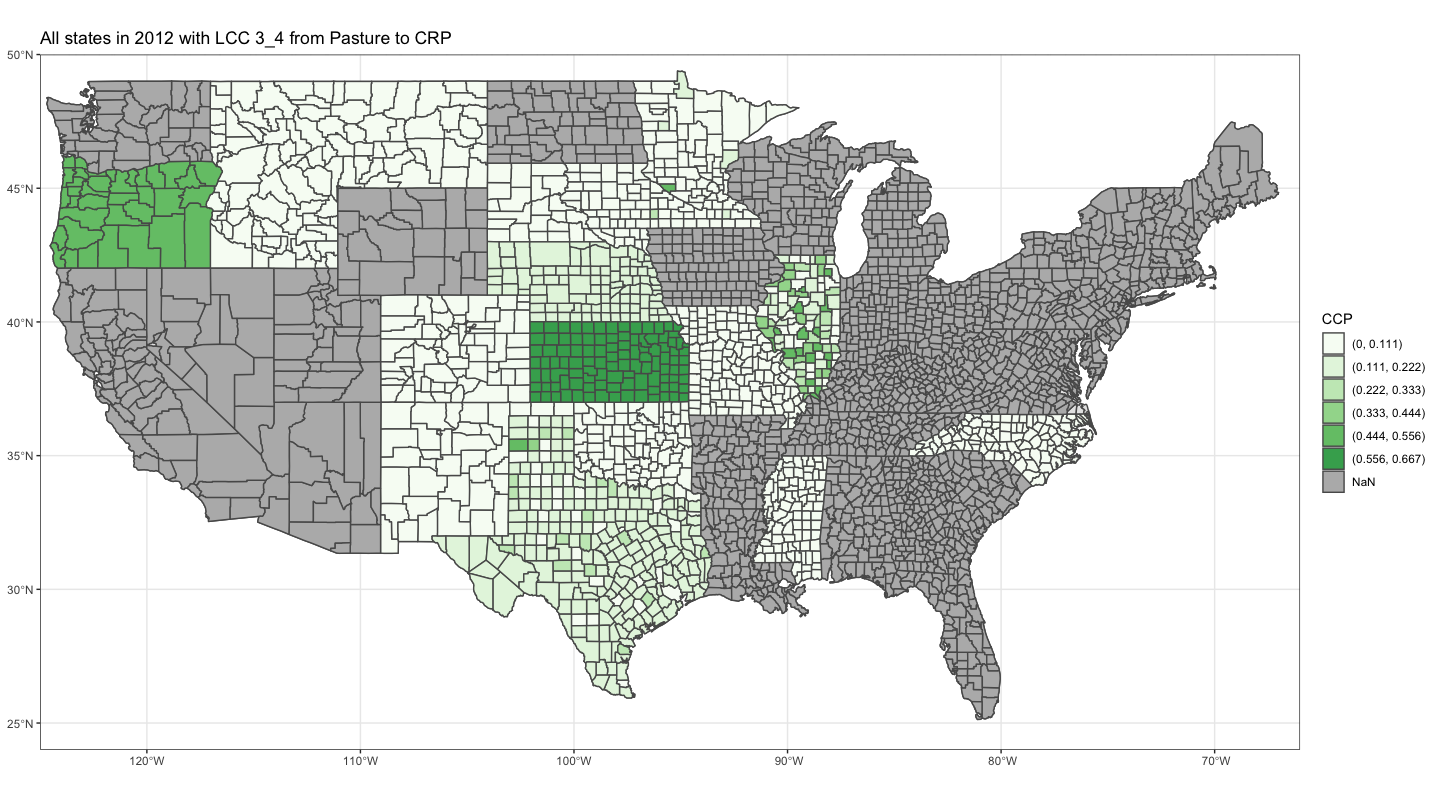 All states in 2012 with LCC 3_4 from Pasture to CRP
50°N
45°N
40°N
35°N
30°N
25°N
120°W
110°W
100°W
90°W
80°W
70°W
CCP
(0, 0.111)
(0.111, 0.222)
(0.222, 0.333)
(0.333, 0.444)
(0.444, 0.556)
(0.556, 0.667)
NaN